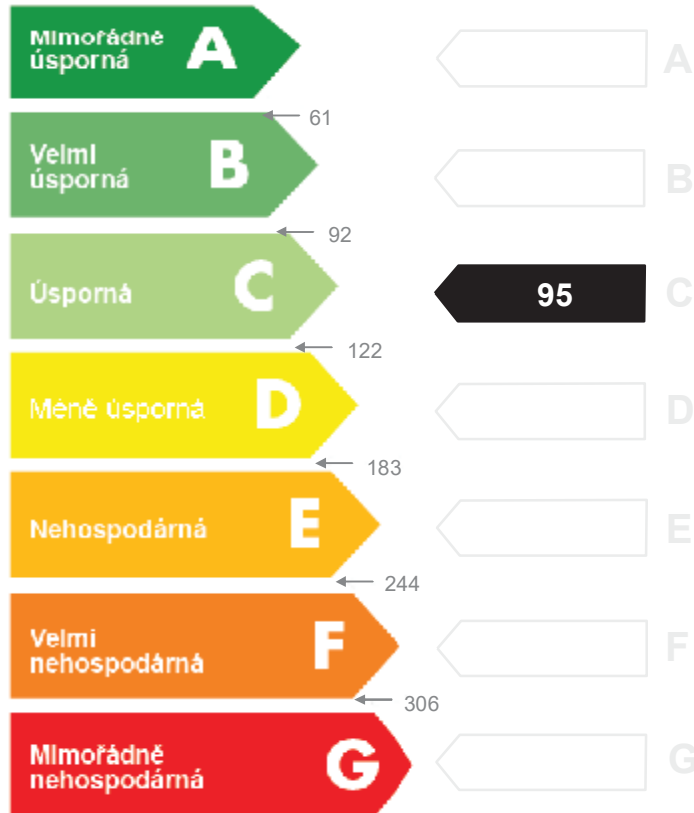 Mimořádně
úsporná
A
A
61
Velmi
úsporná
B
B
92
Úsporná
C
95
C
122
Méně úsporná
D
D
183
Nehospodárná
E
E
244
Velmi
nehospodárná
F
F
306
Mimořádně
nehospodárná
G
G